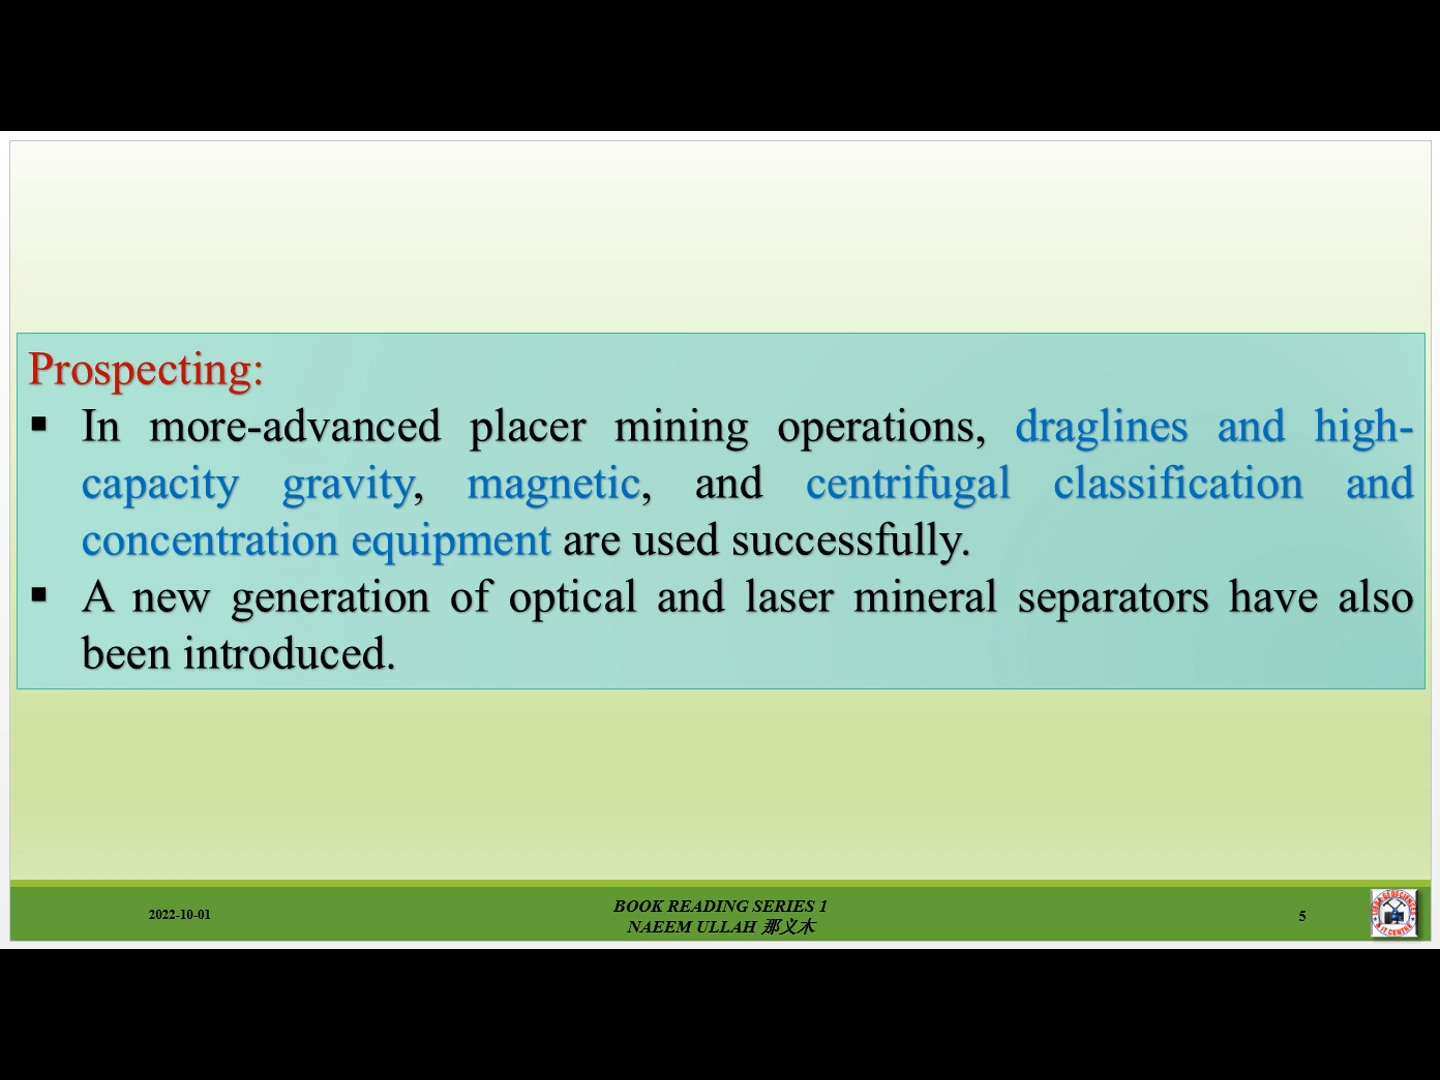 Prospecting:
▪ In more-advanced placer mining operations, draglines and high-
capacity gravity, magnetic, and centrifugal classification and
concentration equipment are used successfully.
▪ A new generation of optical and laser mineral separators have also
been introduced.
2022-10-01
BOOK READING SERIES 1
NAEEM ULLAH 那义木
5